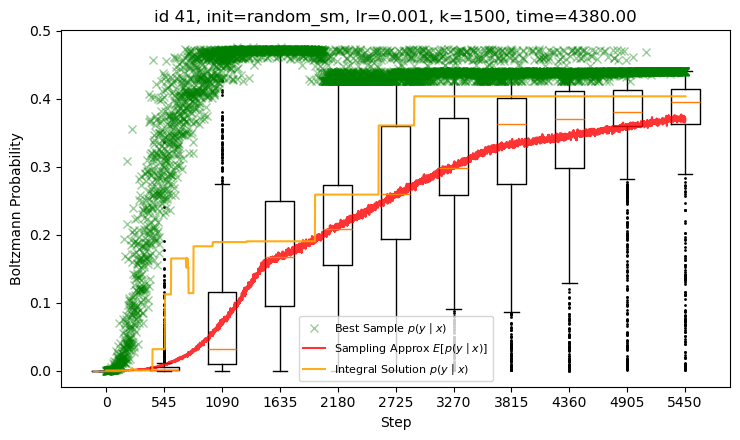 id 41, init=random_sm, lr=0.001, k=1500, time=4380.00
Boltzmann Probability
0.5
0.4
0.3
0.2
0.1
0.0
Best Sample p(y | x)
Sampling Approx E[p(y | x)]
Integral Solution p(y | x)
0 545 1090 1635 2180 2725 3270 3815 4360 4905 5450
Step